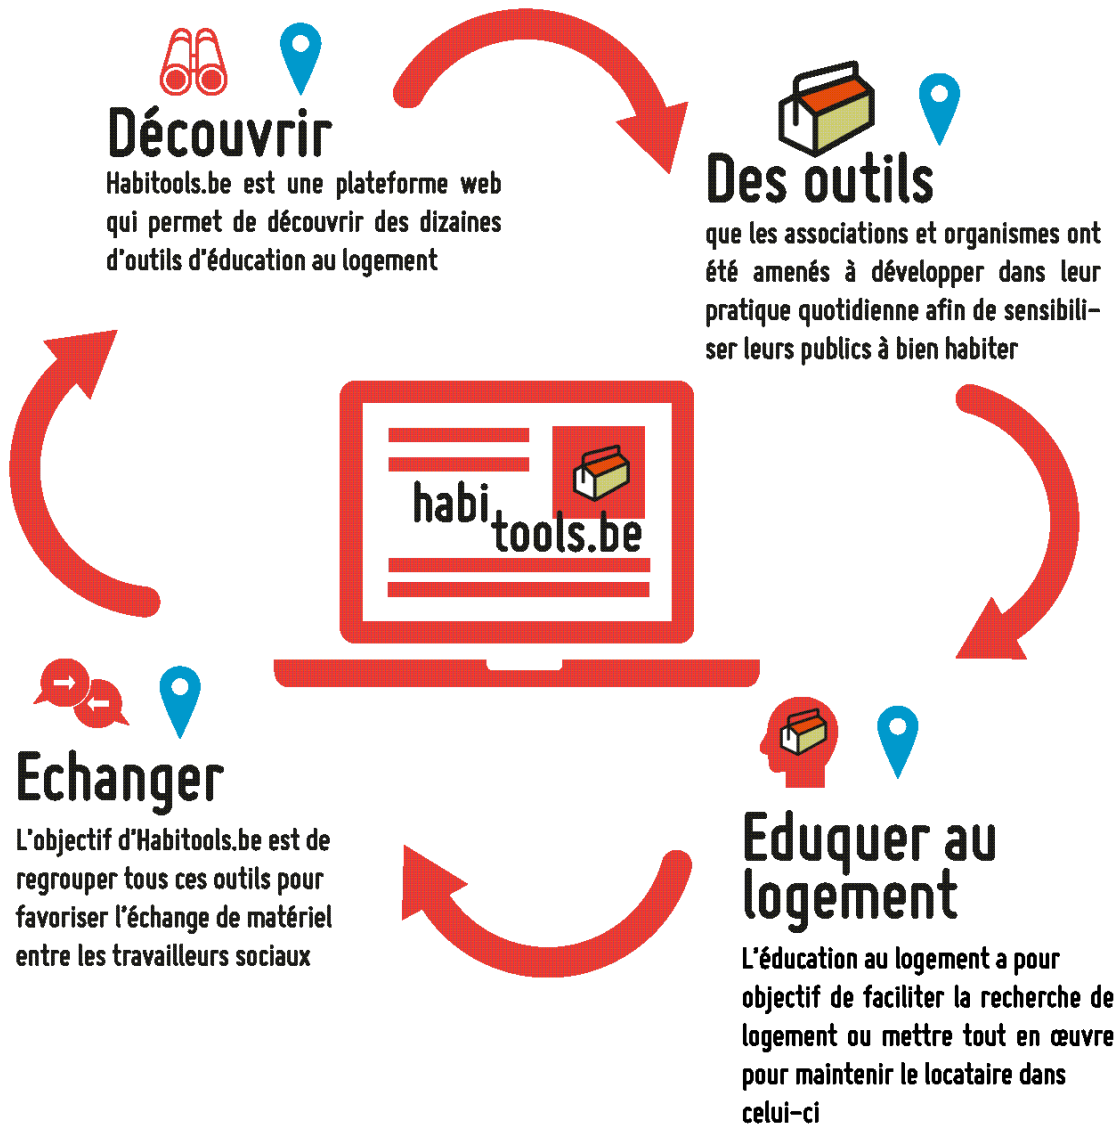 Découvrir
Habitools.be est une plateforme web
qui permet de découvrir des dizaines
d'outils d'éducation au logement
Des outils
que les associations et organismes ont
été amenés à développer dans leur
pratique quotidienne afin de sensibili-
ser leurs publics à bien habiter
habi
tools.be
Eduquer au
logement
L'éducation au logement a pour
objectif de faciliter la recherche de
logement ou mettre tout en œuvre
pour maintenir le locataire dans
celui-ci
Echanger
L'objectif d'Habitools.be est de
regrouper tous ces outils pour
favoriser l'échange de matériel
entre les travailleurs sociaux